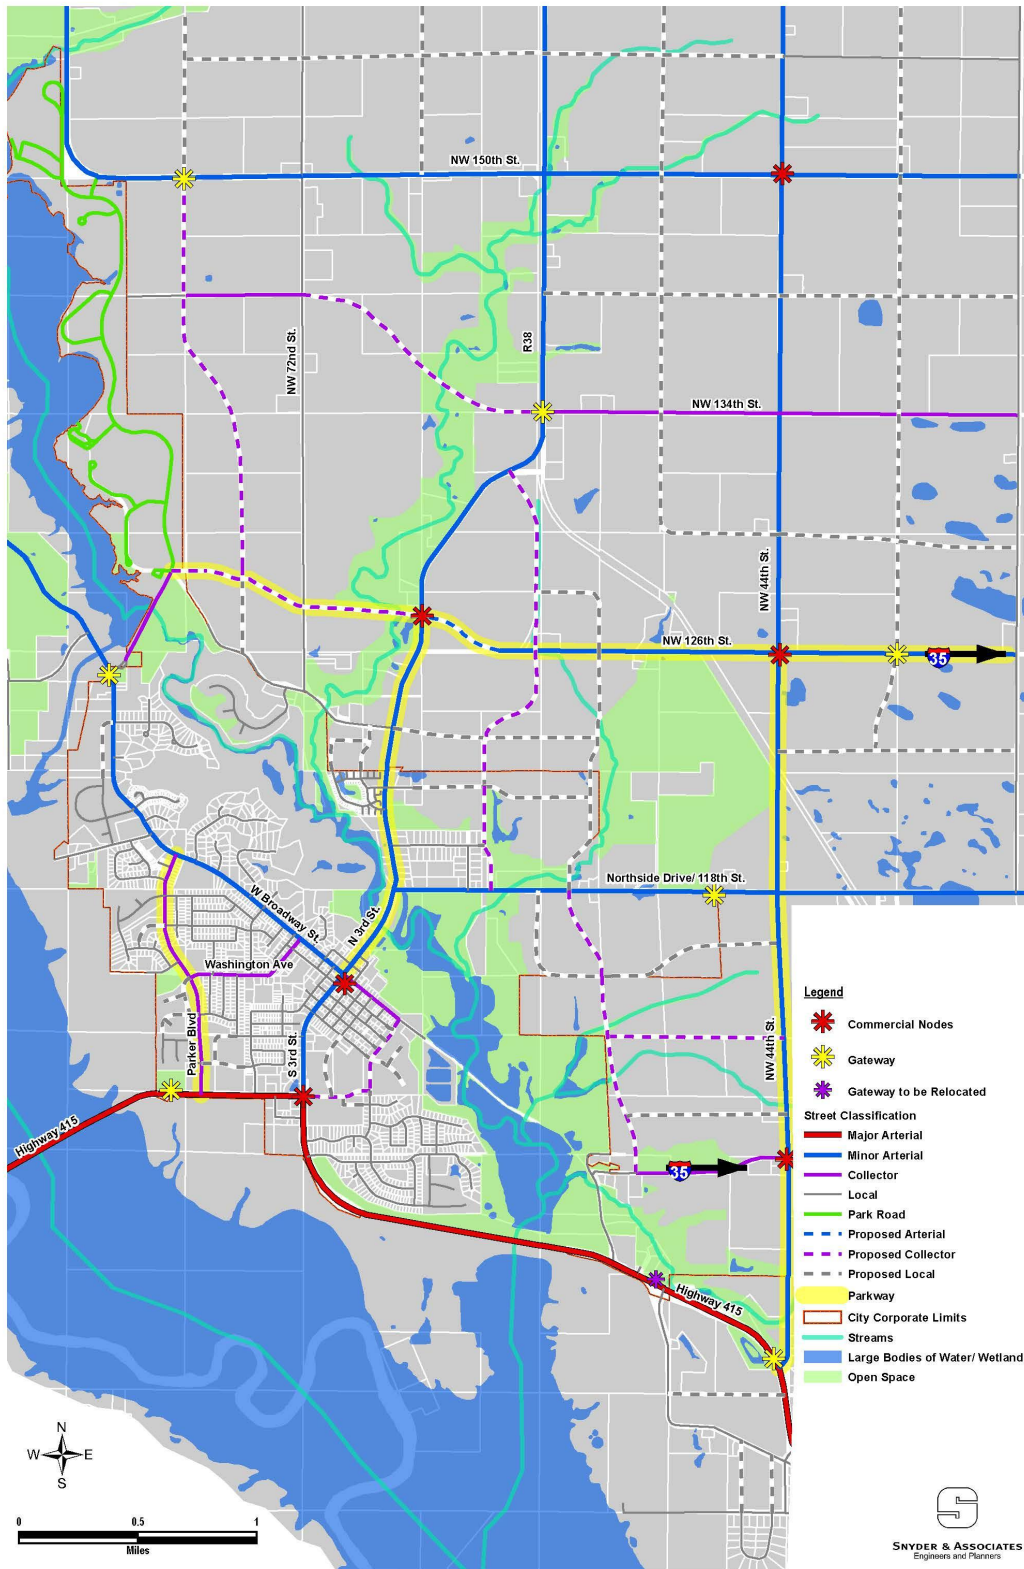 NW 150th St.
NW 72nd St.
R38
NW 134th St.
NW 44th St.
NW 126th St.
35
Northside Drive/ 118th St.
W Broadway St.
N 3rd St.
Washington Ave
Parker Blvd
S 3rd St.
NW 44th St.
Highway 415
35
Highway 415
Legend
Commercial Nodes
Gateway
Gateway to be Relocated
Street Classification
Major Arterial
Minor Arterial
Collector
Local
Park Road
Proposed Arterial
Proposed Collector
Proposed Local
Parkway
City Corporate Limits
Streams
Large Bodies of Water/ Wetland
Open Space
N
W E
S
0 0.5 1
Miles
S
SNYDER & ASSOCIATES
Engineers and Planners